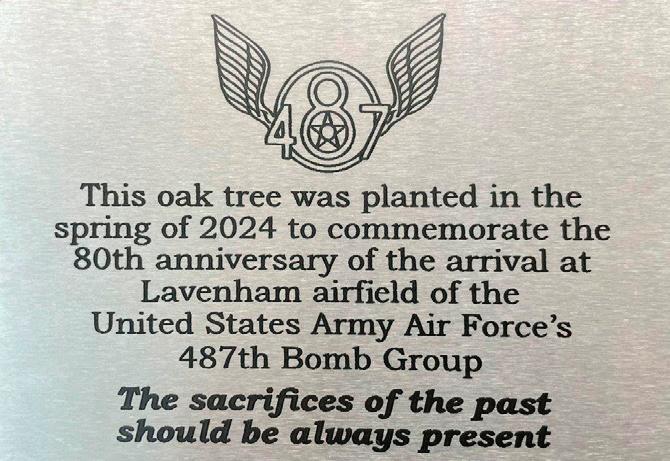 487
This oak tree was planted in the
spring of 2024 to commemorate the
80th anniversary of the arrival at
Lavenham airfield of the
United States Army Air Force's
487th Bomb Group
The sacrifices of the past
should be always present